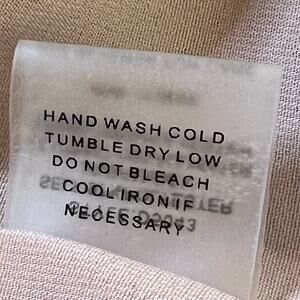 HAND WASH COLD
TUMBLE DRY LOW
DO NOT BLEACH
COOL IRON IF
NECESSARY